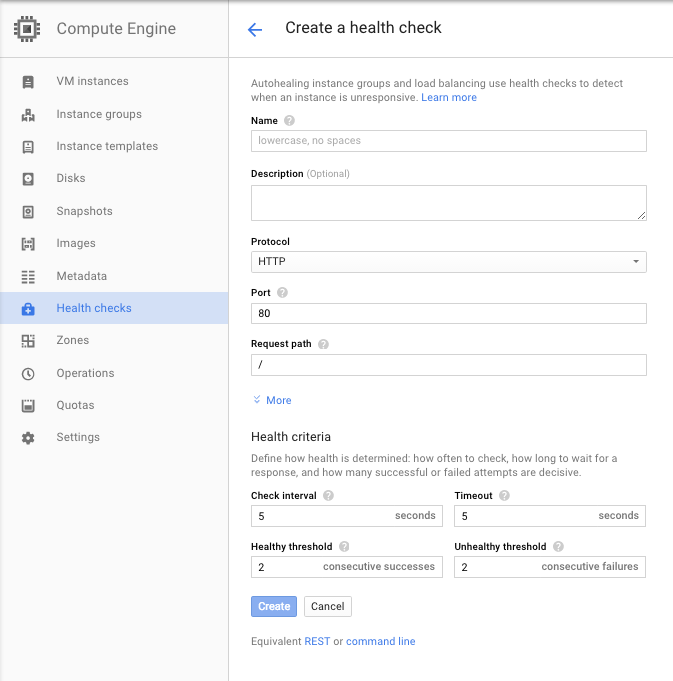 Compute Engine
VM instances
Instance groups
Instance templates
Disks
Snapshots
Images
Metadata
Health checks
Zones
Operations
Quotas
Settings
Create a health check
Autohealing instance groups and load balancing use health checks to detect
when an instance is unresponsive. Learn more
Name
lowercase, no spaces
Description (Optional)
Protocol
HTTP
Port
80
Request path
/
More
Health criteria
Define how health is determined: how often to check, how long to wait for a
response, and how many successful or failed attempts are decisive.
Check interval Timeout
5 seconds 5 seconds
Healthy threshold Unhealthy threshold
2 consecutive successes 2 consecutive failures
Create Cancel
Equivalent REST or command line